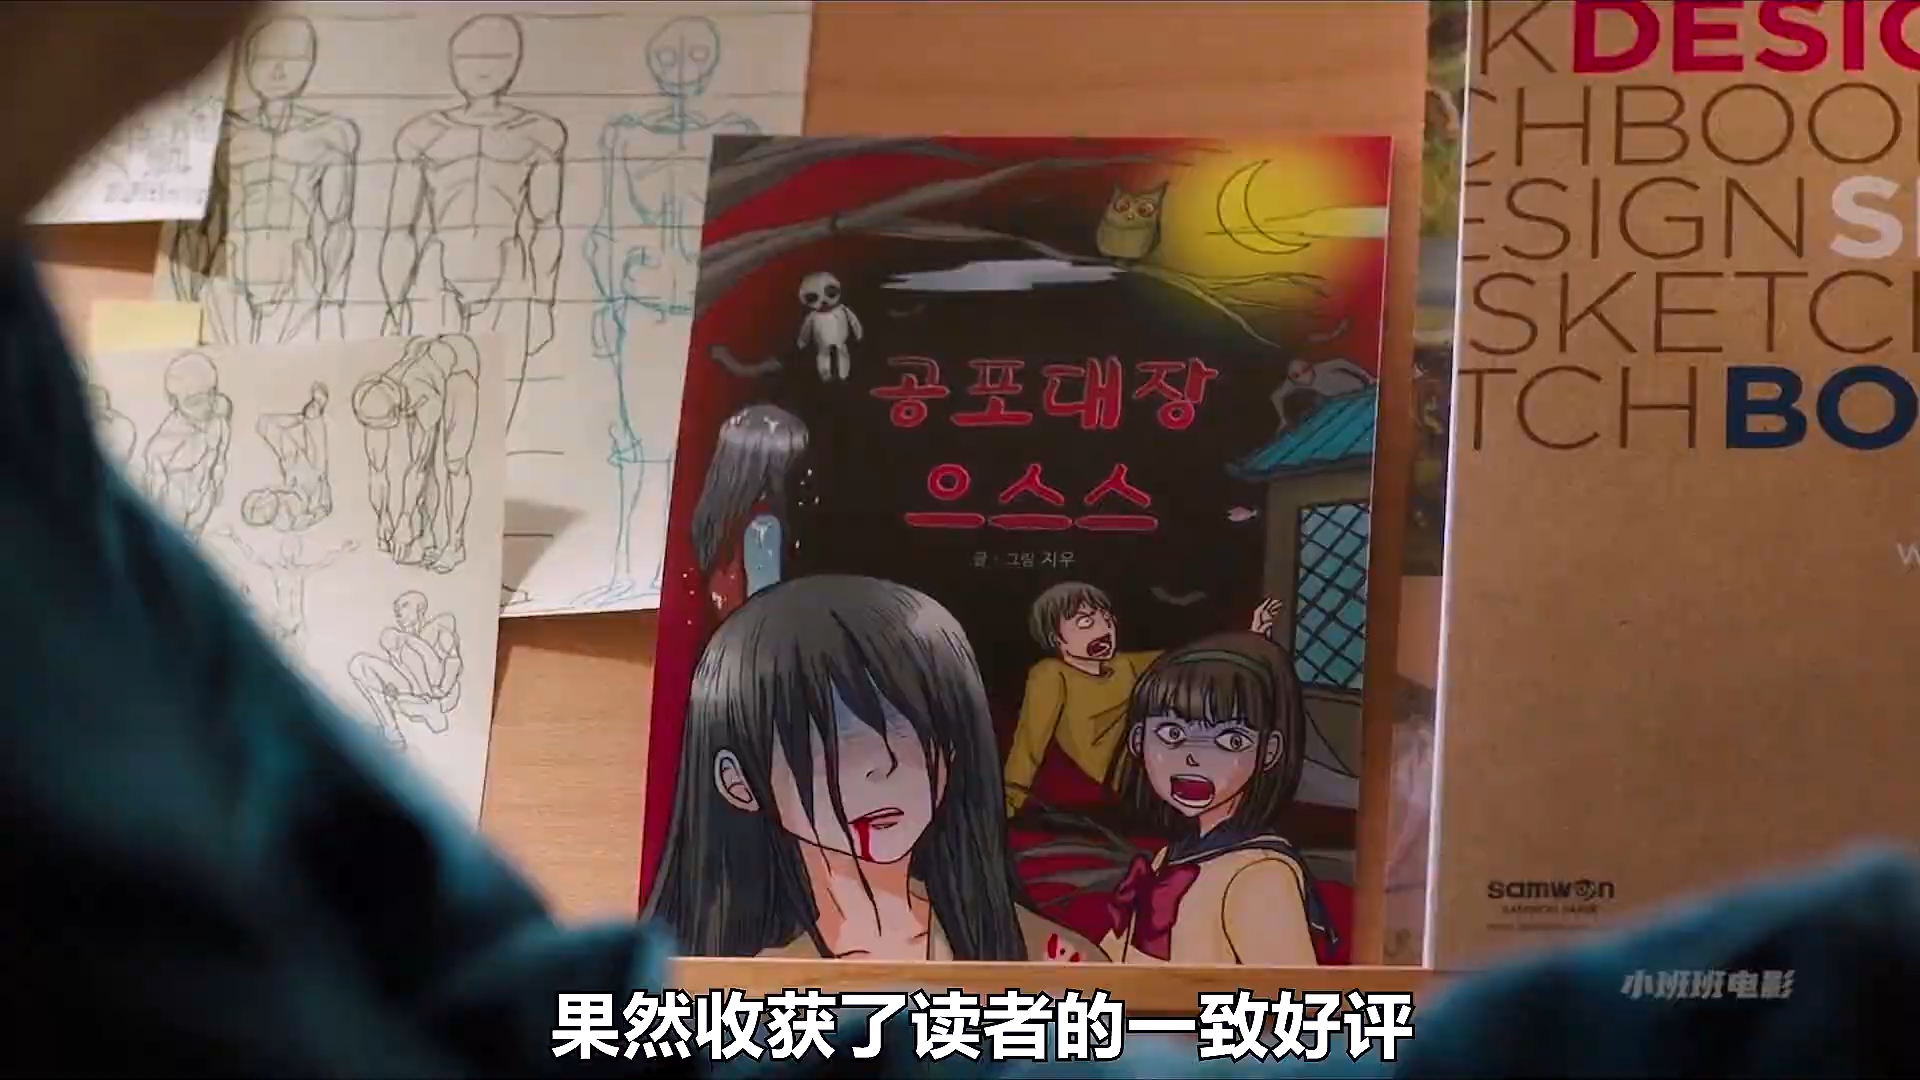 공포대장
으스스
글 · 그림 지우
KDESIG
CHBOO
ESIGN S
SKETC
TCHBO
samwon
小班班电影
果然收获了读者的一致好评